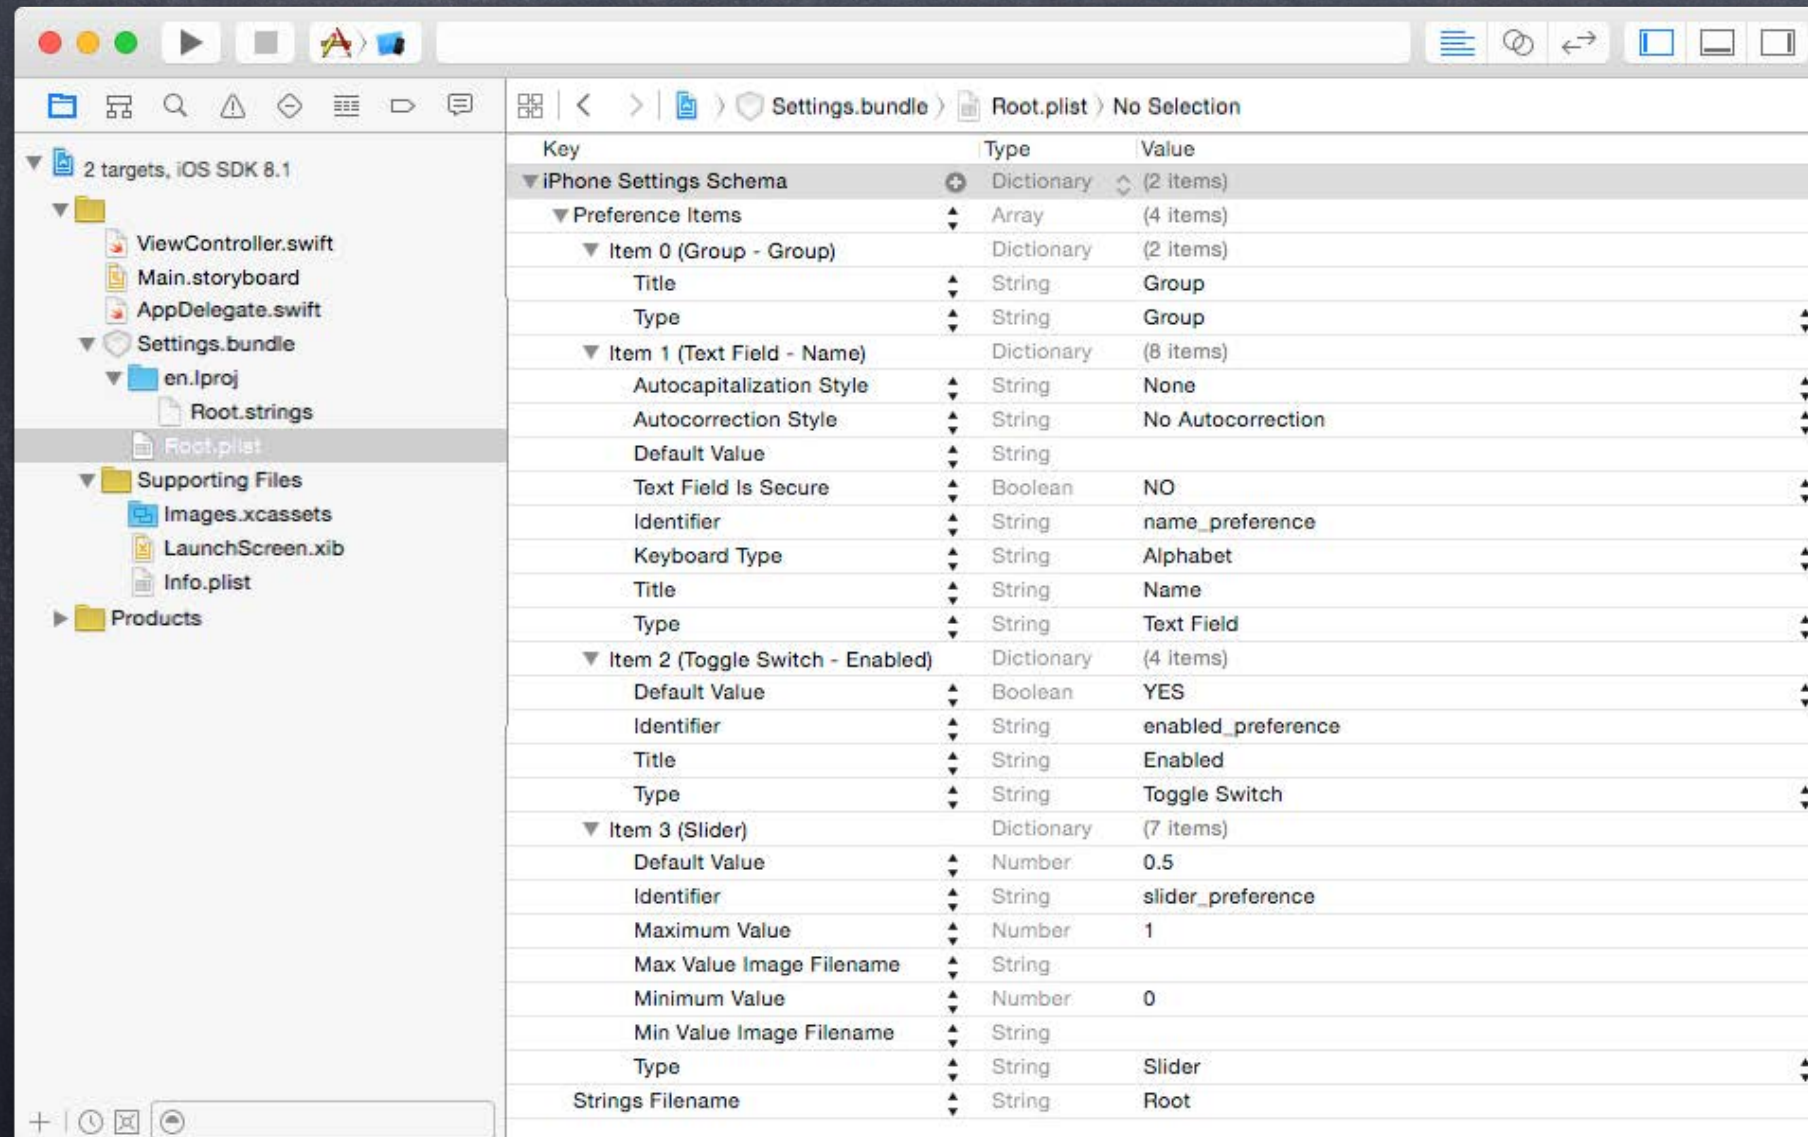 Settings.bundle Root.plist No Selection
Key Type Value
2 targets, iOS SDK 8.1
iPhone Settings Schema Dictionary (2 items)
Preference Items Array (4 items)
ViewController.swift
Item 0 (Group - Group) Dictionary (2 items)
Main.storyboard
Title String Group
AppDelegate.swift
Type String Group
Settings.bundle
Item 1 (Text Field - Name) Dictionary (8 items)
en.lproj
Autocapitalization Style String None
Root.strings
Autocorrection Style String No Autocorrection
Root.plist
Default Value String
Supporting Files
Text Field Is Secure Boolean NO
Images.xcassets
Identifier String name_preference
LaunchScreen.xib
Keyboard Type String Alphabet
Info.plist
Title String Name
Products
Type String Text Field
Item 2 (Toggle Switch - Enabled) Dictionary (4 items)
Default Value Boolean YES
Identifier String enabled_preference
Title String Enabled
Type String Toggle Switch
Item 3 (Slider) Dictionary (7 items)
Default Value Number 0.5
Identifier String slider_preference
Maximum Value Number 1
Max Value Image Filename String
Minimum Value Number 0
Min Value Image Filename String
Type String Slider
Strings Filename String Root